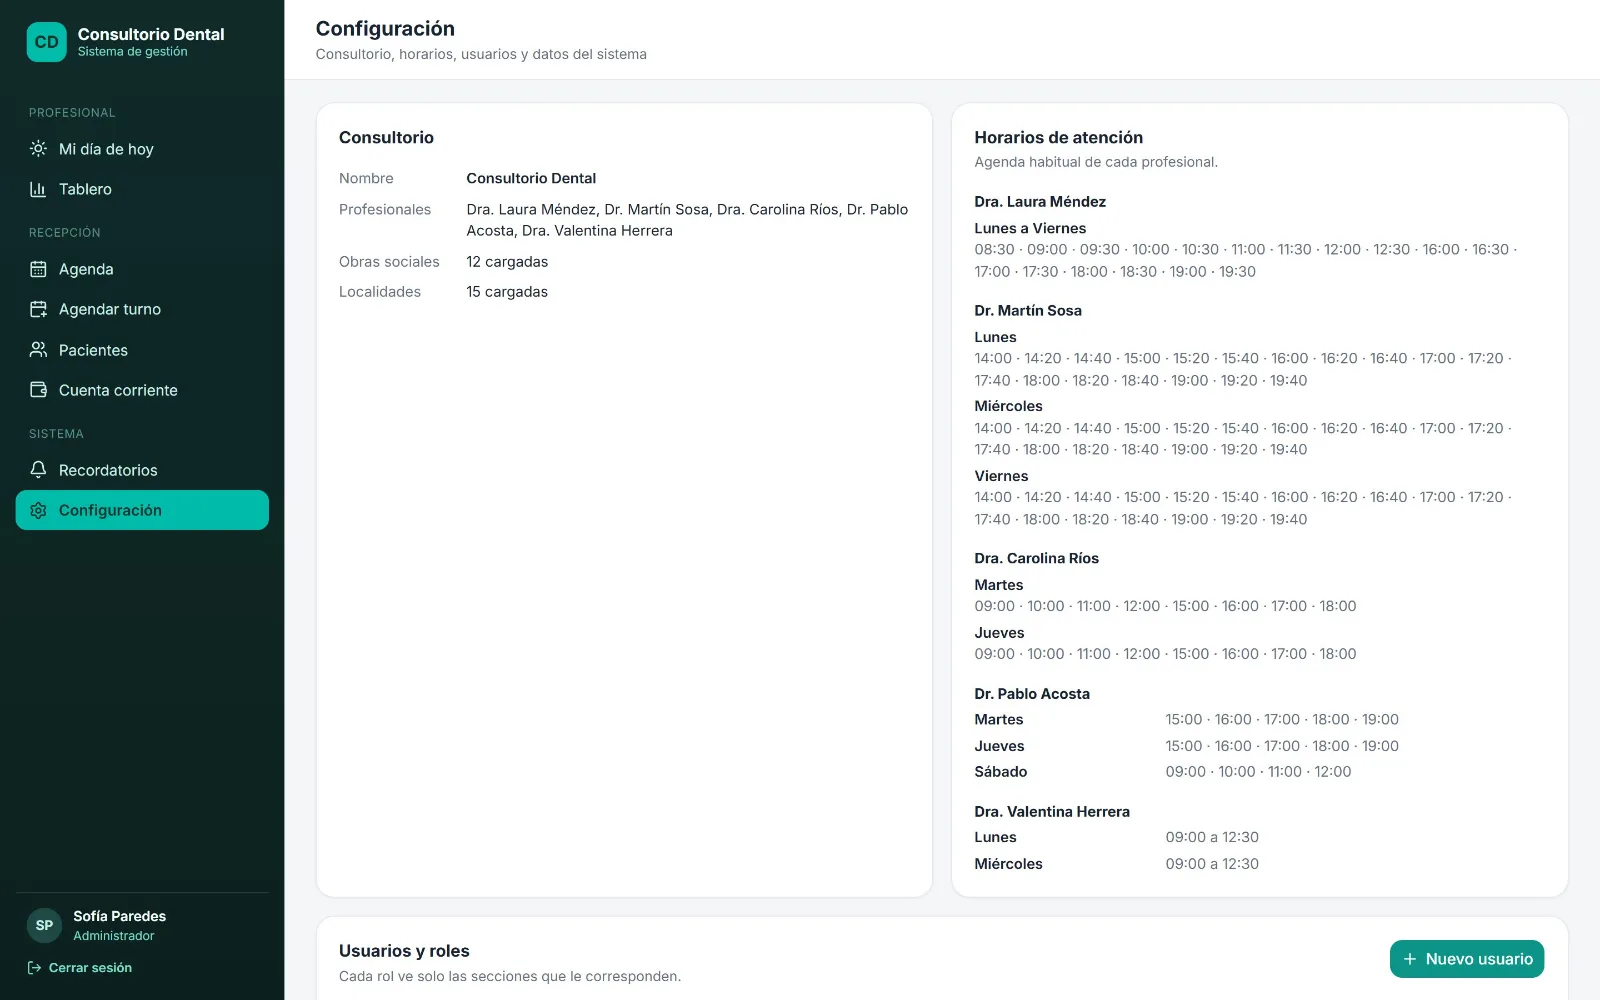 CD
Consultorio Dental
Sistema de gestión
PROFESIONAL
Mi día de hoy
Tablero
RECEPCIÓN
Agenda
Agendar turno
Pacientes
Cuenta corriente
SISTEMA
Recordatorios
Configuración
SP
Sofía Paredes
Administrador
Cerrar sesión
Configuración
Consultorio, horarios, usuarios y datos del sistema
Consultorio
Nombre Consultorio Dental
Profesionales Dra. Laura Méndez, Dr. Martín Sosa, Dra. Carolina Ríos, Dr. Pablo
Acosta, Dra. Valentina Herrera
Obras sociales 12 cargadas
Localidades 15 cargadas
Horarios de atención
Agenda habitual de cada profesional.
Dra. Laura Méndez
Lunes a Viernes
08:30 · 09:00 · 09:30 · 10:00 · 10:30 · 11:00 · 11:30 · 12:00 · 12:30 · 16:00 · 16:30 ·
17:00 · 17:30 · 18:00 · 18:30 · 19:00 · 19:30
Dr. Martín Sosa
Lunes
14:00 · 14:20 · 14:40 · 15:00 · 15:20 · 15:40 · 16:00 · 16:20 · 16:40 · 17:00 · 17:20 ·
17:40 · 18:00 · 18:20 · 18:40 · 19:00 · 19:20 · 19:40
Miércoles
14:00 · 14:20 · 14:40 · 15:00 · 15:20 · 15:40 · 16:00 · 16:20 · 16:40 · 17:00 · 17:20 ·
17:40 · 18:00 · 18:20 · 18:40 · 19:00 · 19:20 · 19:40
Viernes
14:00 · 14:20 · 14:40 · 15:00 · 15:20 · 15:40 · 16:00 · 16:20 · 16:40 · 17:00 · 17:20 ·
17:40 · 18:00 · 18:20 · 18:40 · 19:00 · 19:20 · 19:40
Dra. Carolina Ríos
Martes
09:00 · 10:00 · 11:00 · 12:00 · 15:00 · 16:00 · 17:00 · 18:00
Jueves
09:00 · 10:00 · 11:00 · 12:00 · 15:00 · 16:00 · 17:00 · 18:00
Dr. Pablo Acosta
Martes 15:00 · 16:00 · 17:00 · 18:00 · 19:00
Jueves 15:00 · 16:00 · 17:00 · 18:00 · 19:00
Sábado 09:00 · 10:00 · 11:00 · 12:00
Dra. Valentina Herrera
Lunes 09:00 a 12:30
Miércoles 09:00 a 12:30
Usuarios y roles
Cada rol ve solo las secciones que le corresponden.
+ Nuevo usuario